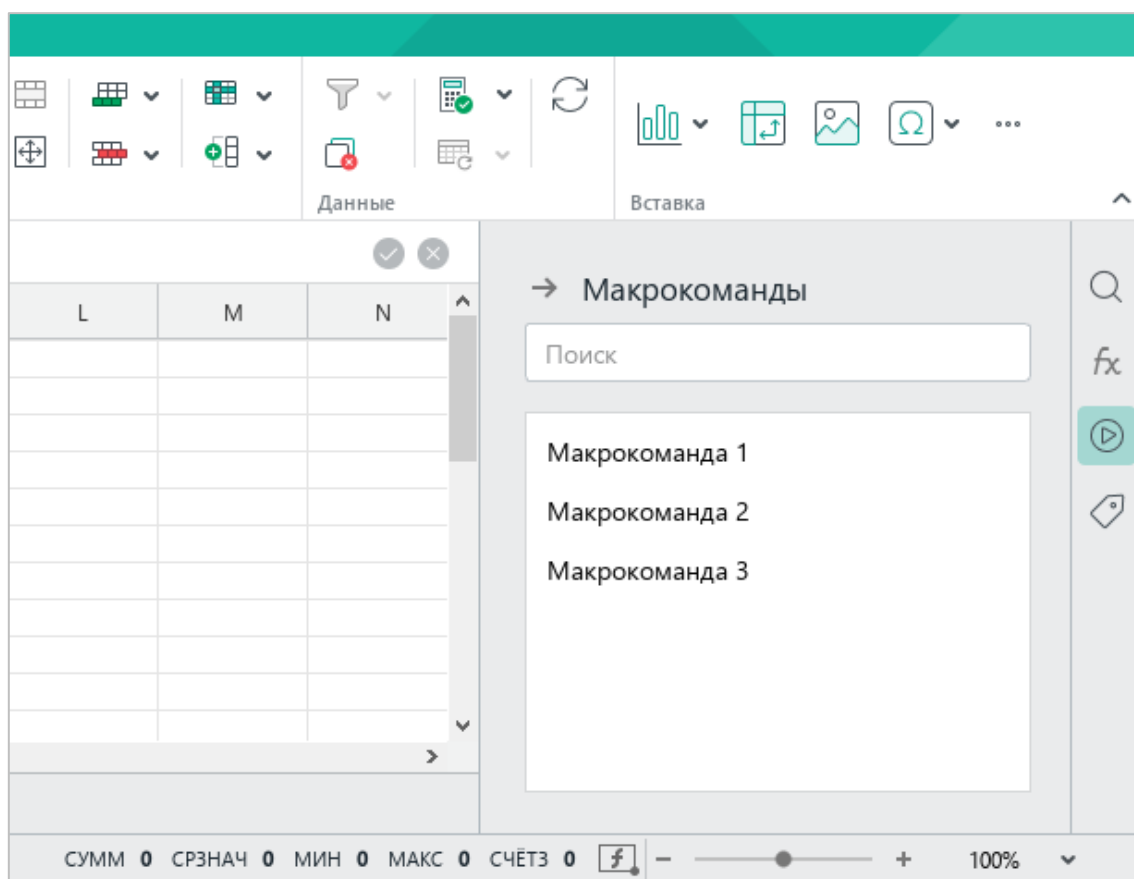 Данные
Вставка
Макрокоманды
fx
L M N
Поиск
Макрокоманда 1
Макрокоманда 2
Макрокоманда 3
СУММ 0 СРЗНАЧ 0 МИН 0 МАКС 0 СЧЁТЗ 0 100%